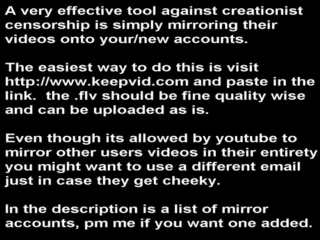 A very effective tool against creationist
censorship is simply mirroring their
videos onto your/new accounts.
The easiest way to do this is visit
http://www.keepvid.com and paste in the
link.  the .flv should be fine quality wise
and can be uploaded as is.
Even though its allowed by youtube to
mirror other users videos in their entirety
you might want to use a different email
just in case they get cheeky.
In the description is a list of mirror
accounts, pm me if you want one added.